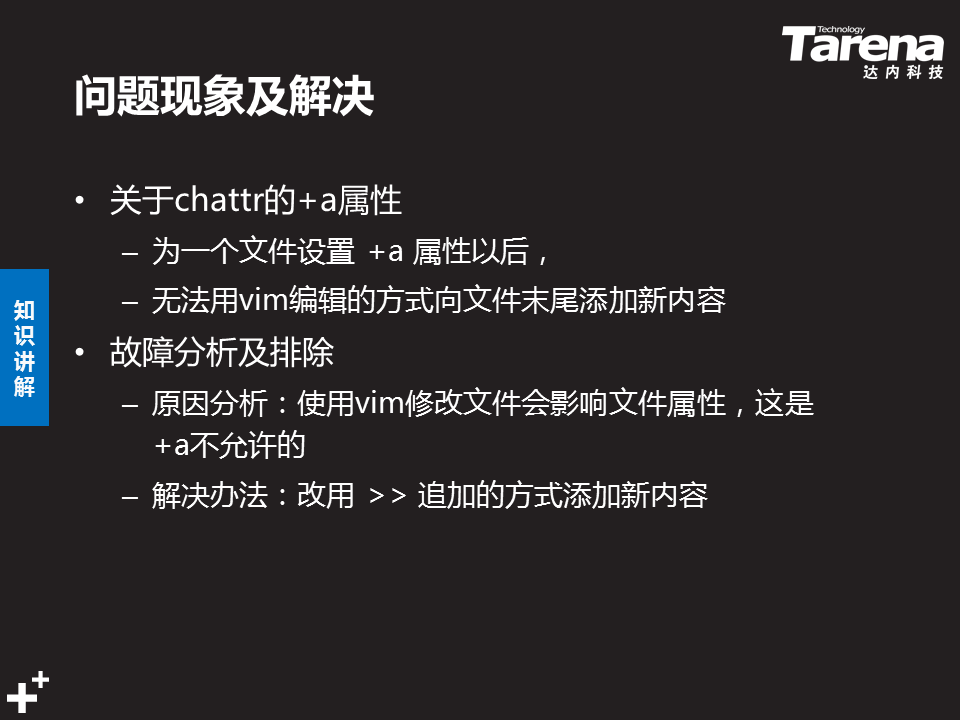 Technology
Tarena
达内科技
问题现象及解决
• 关于chattr的+a属性
– 为一个文件设置 +a 属性以后，
– 无法用vim编辑的方式向文件末尾添加新内容
• 故障分析及排除
– 原因分析：使用vim修改文件会影响文件属性，这是
+a不允许的
– 解决办法：改用 >> 追加的方式添加新内容
知
识
讲
解